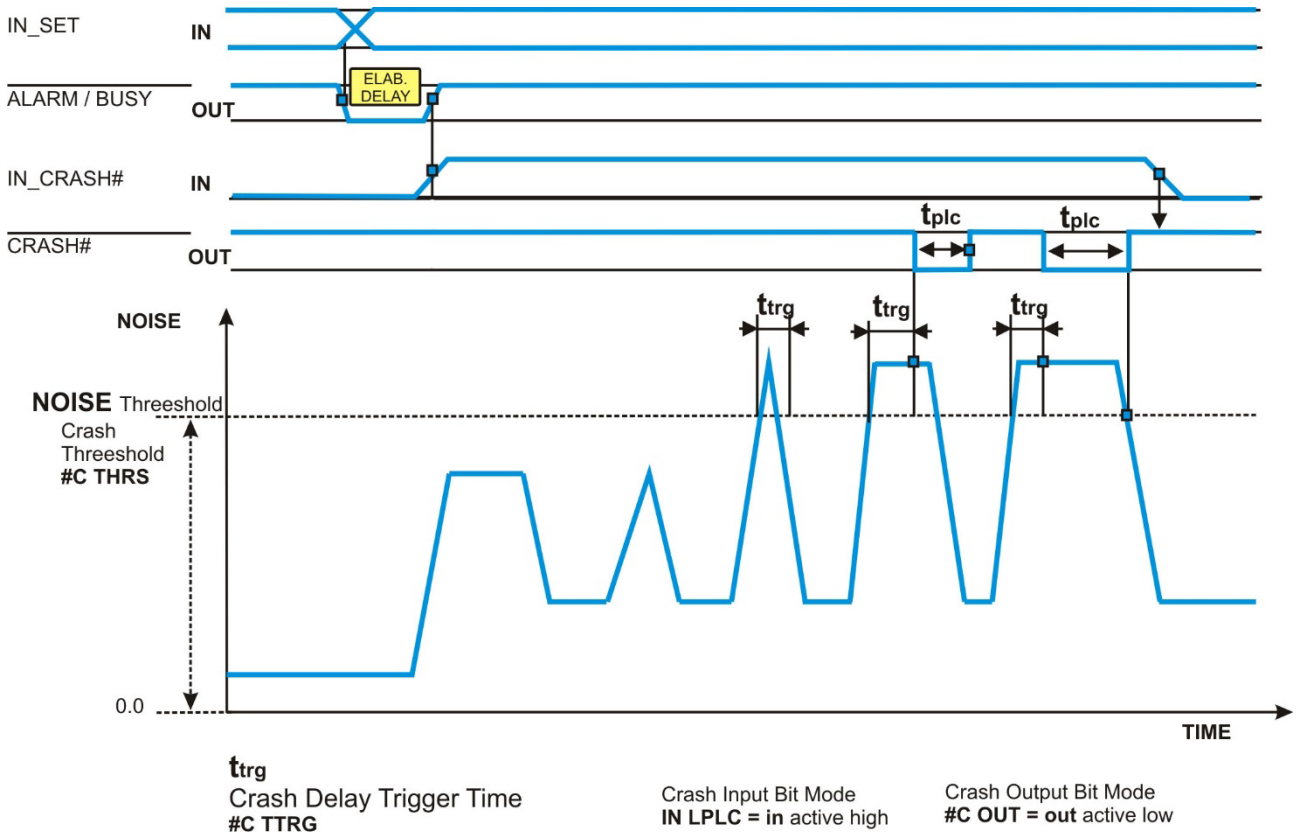 IN_SET
IN
ELAB.
DELAY
ALARM / BUSY
OUT
IN_CRASH#
IN
tplc
tplc
CRASH#
OUT
NOISE
ttrg
ttrg
ttrg
NOISE Threeshold
Crash
Threeshold
#C THRS
0.0
TIME
ttrg
Crash Delay Trigger Time
#C TTRG
Crash Input Bit Mode
IN LPLC = in active high
Crash Output Bit Mode
#C OUT = out active low